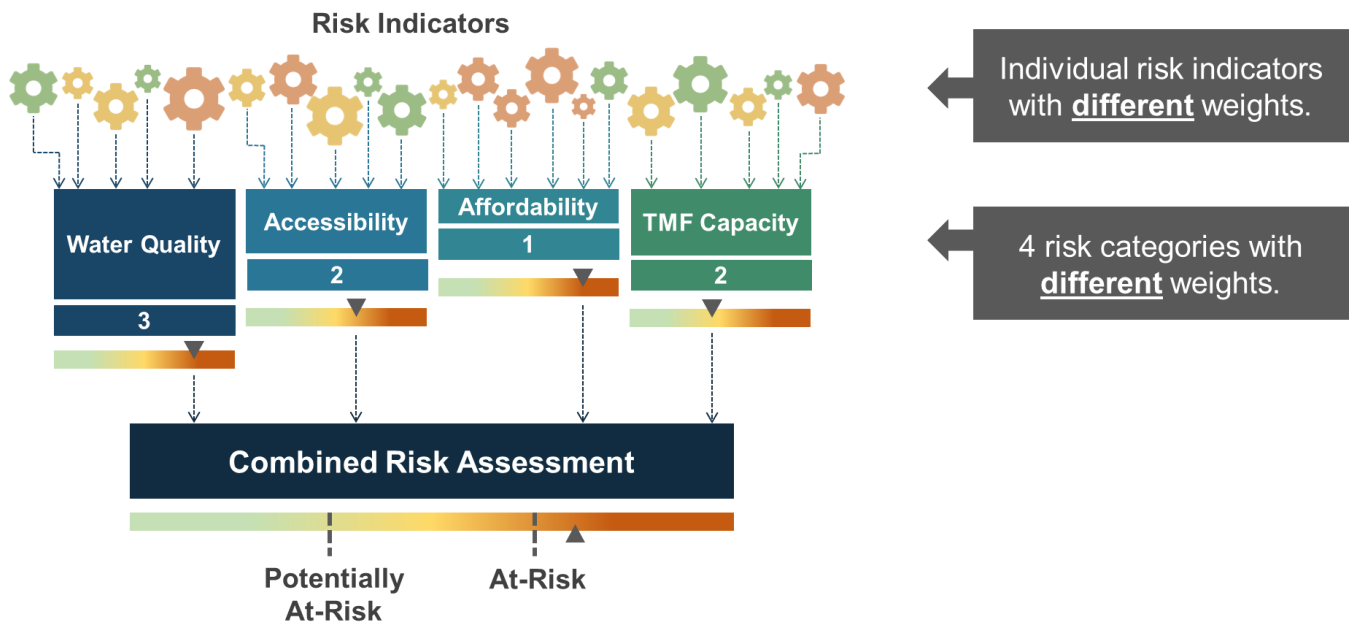 Risk Indicators
Individual risk indicators
with different weights.
Water Quality
3
Accessibility
2
Affordability
1
TMF Capacity
2
4 risk categories with
different weights.
Combined Risk Assessment
Potentially
At-Risk
At-Risk